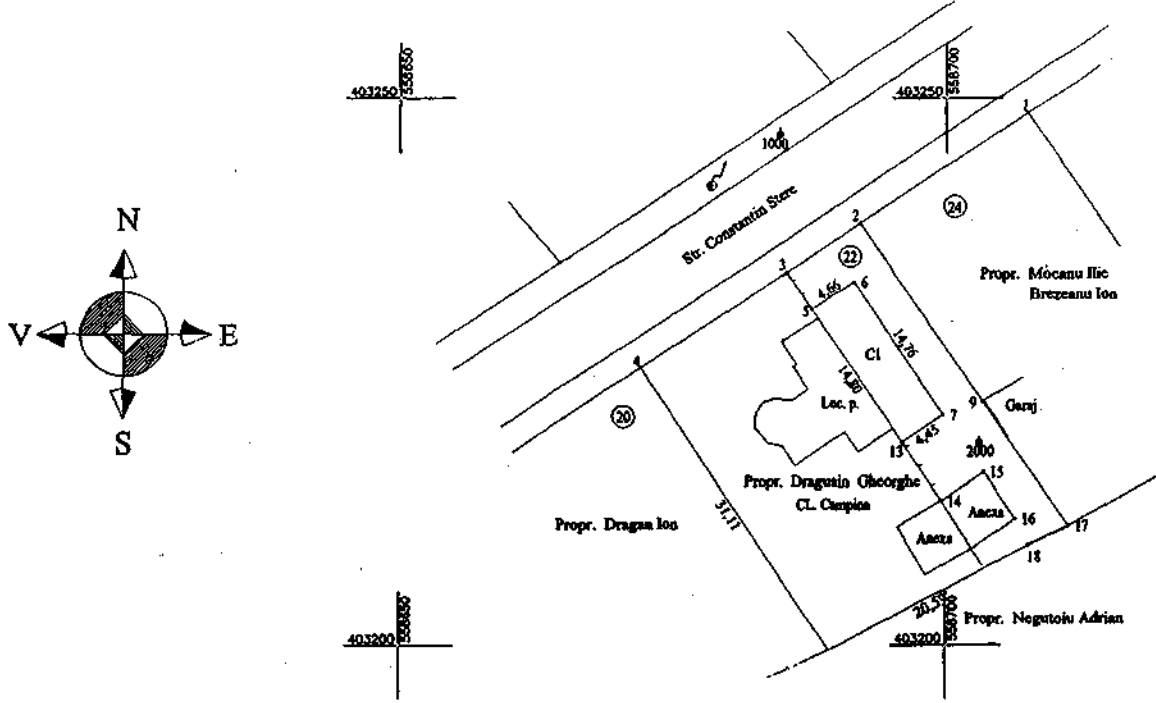 N
V
E
S
403250
558650
403250
558700
1
1000
Str. Constantin Stere
2
24
3
22
Propr. Mocanu Ilie
Brezeanu Ion
4,66
6
5
C1
14,76
14,80
4
20
Loc. p.
9
Garaj
7
4,45
13
2000
15
Propr. Dragusin Gheorghe
CL. Campina
14
Anexa
16
17
Propr. Dragan Ion
31,11
Anexa
18
20,59
Propr. Negutoiu Adrian
403200
558650
403200
558700